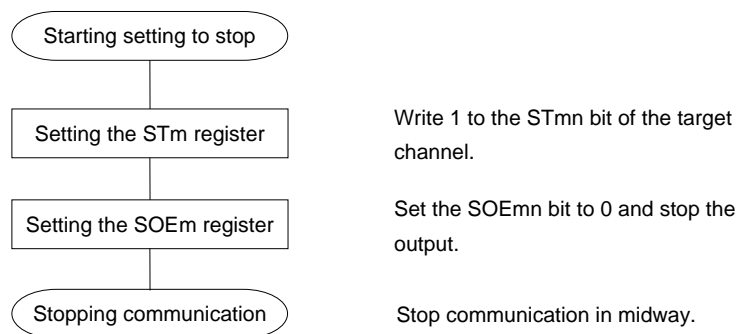 Starting setting to stop
Setting the STm register
Write 1 to the STmn bit of the target
channel.
Setting the SOEm register
Set the SOEmn bit to 0 and stop the
output.
Stopping communication
Stop communication in midway.